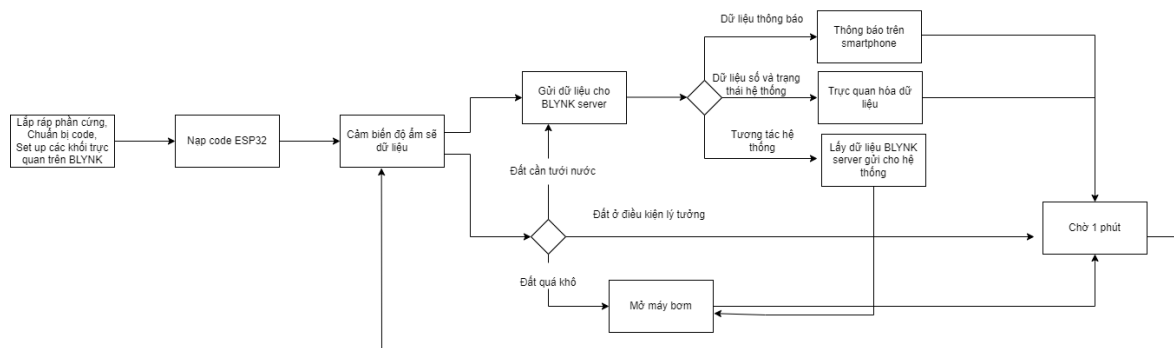 Lắp ráp phần cứng,
Chuẩn bị code,
Set up các khối trực
quan trên BLYNK
Nạp code ESP32
Cảm biến độ ẩm sẽ
dữ liệu
Gửi dữ liệu cho
BLYNK server
Dữ liệu thông báo
Thông báo trên
smartphone
Dữ liệu số và trạng
thái hệ thống
Trực quan hóa dữ
liệu
Tương tác hệ
thống
Lấy dữ liệu BLYNK
server gửi cho hệ
thống
Đất cần tưới nước
Đất ở điều kiện lý tưởng
Chờ 1 phút
Đất quá khô
Mở máy bơm